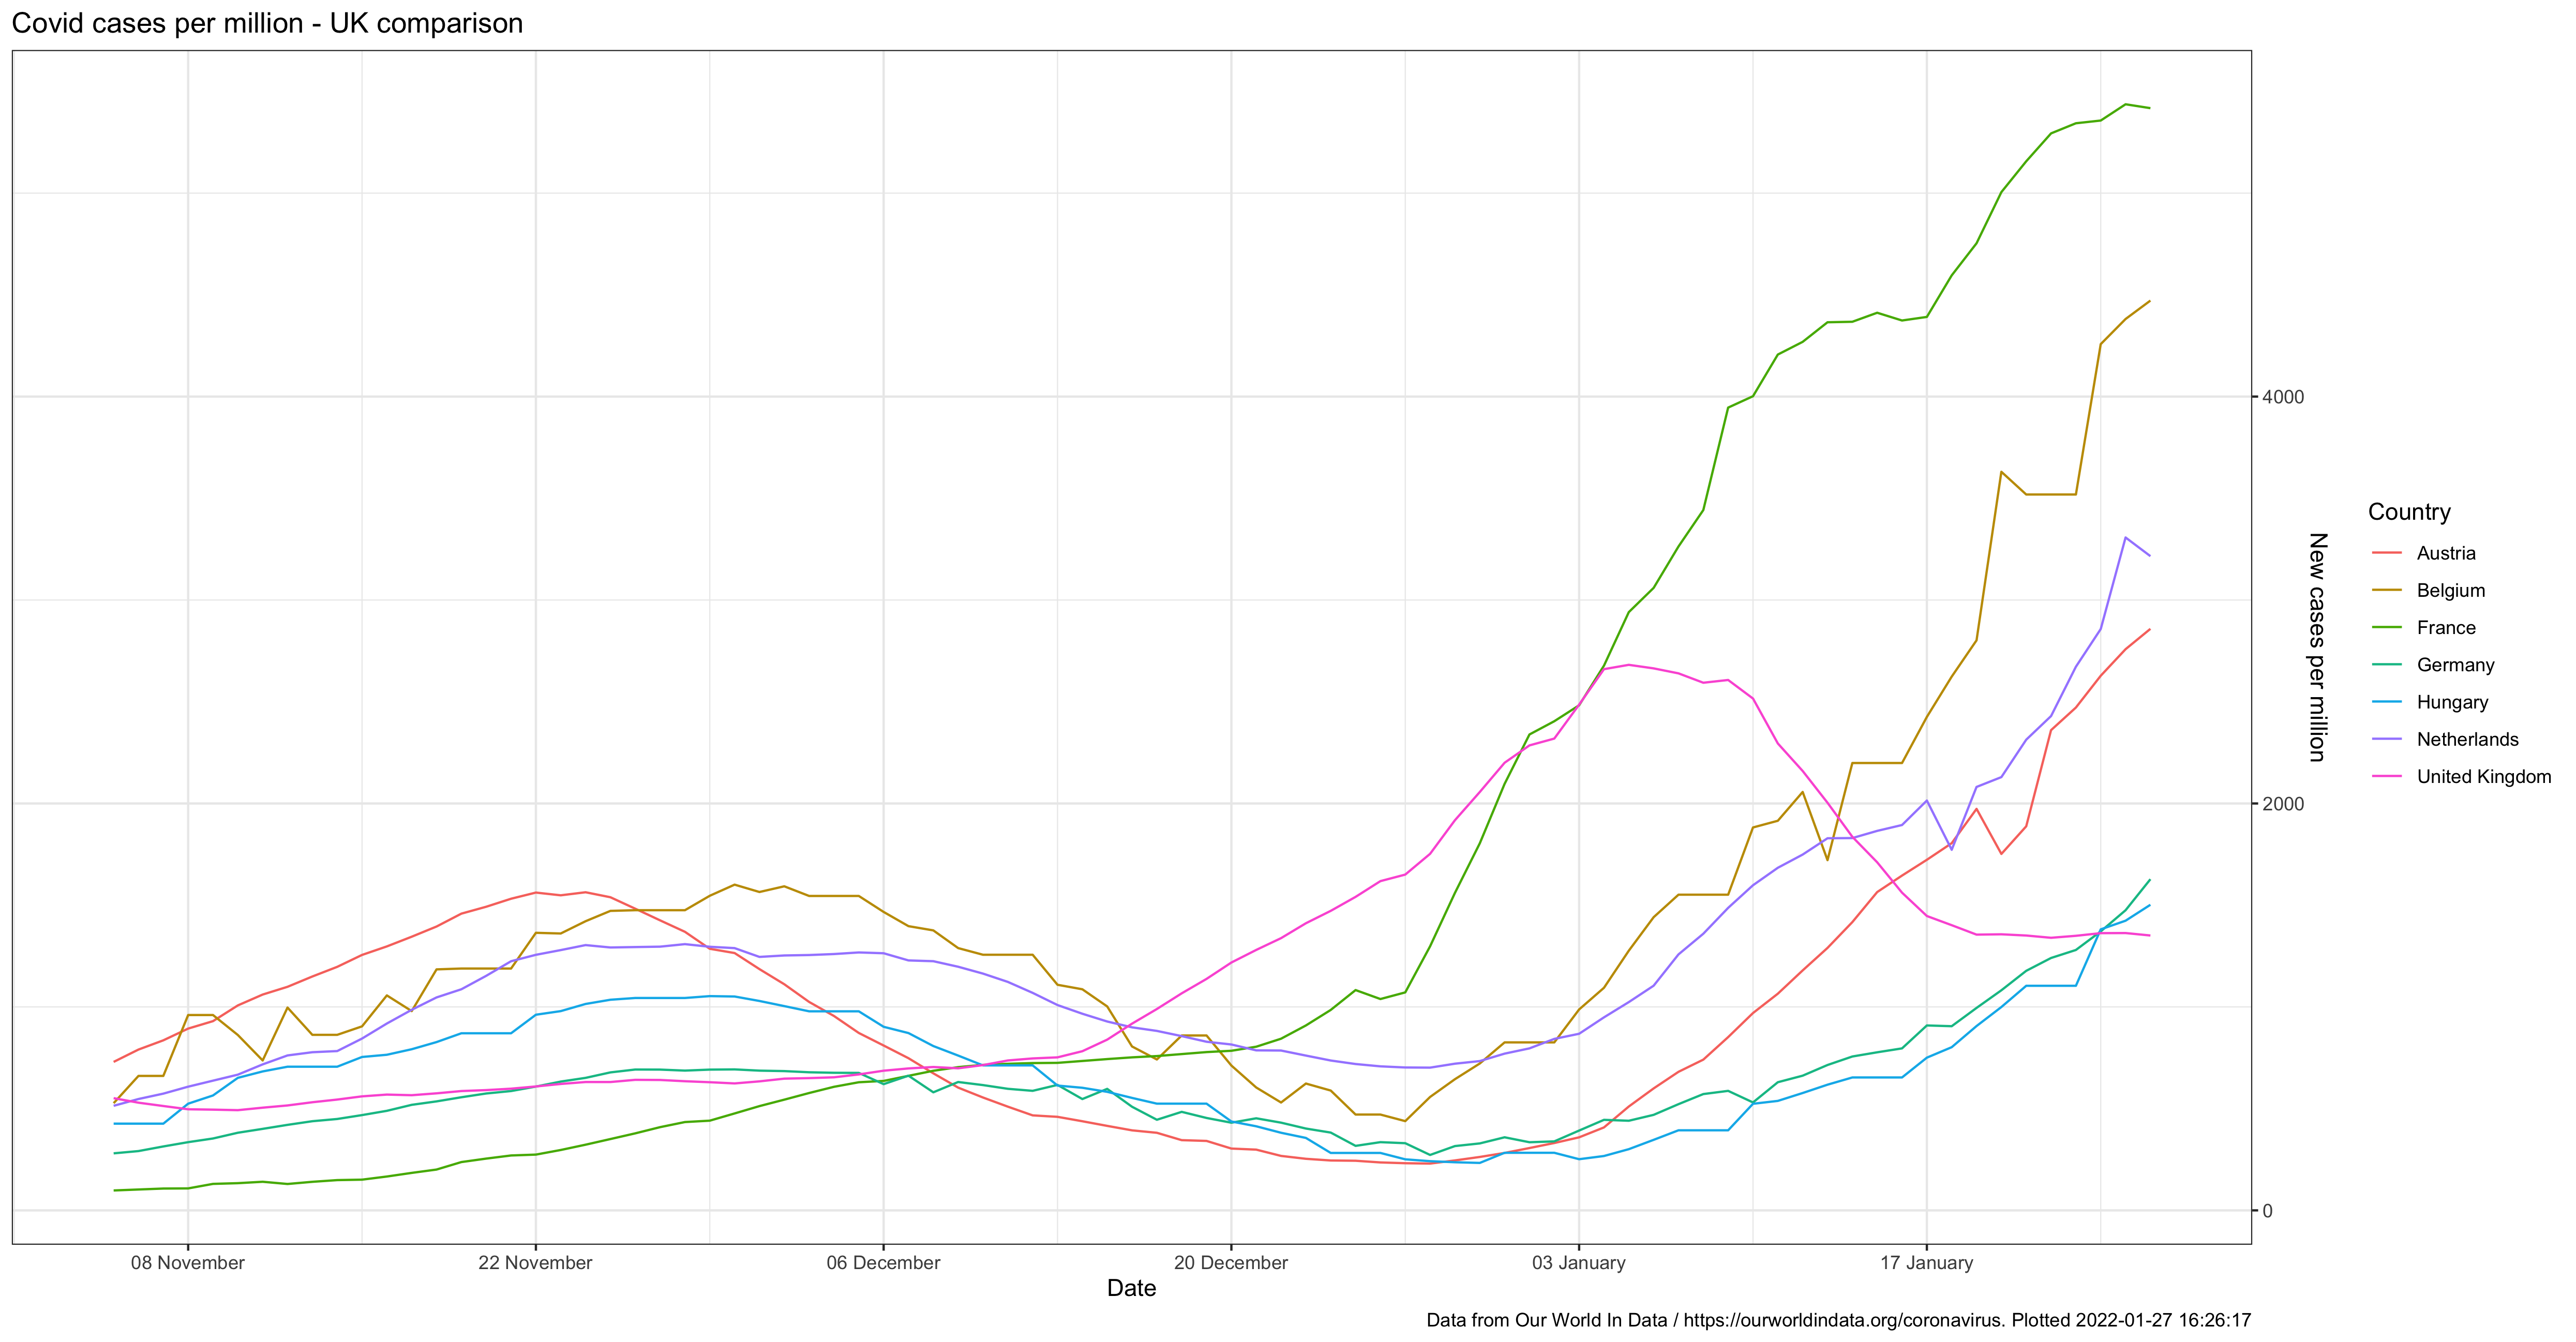 Covid cases per million - UK comparison
4000
2000
0
New cases per million
Country
Austria
Belgium
France
Germany
Hungary
Netherlands
United Kingdom
08 November
22 November
06 December
20 December
03 January
17 January
Date
Data from Our World In Data / https://ourworldindata.org/coronavirus. Plotted 2022-01-27 16:26:17